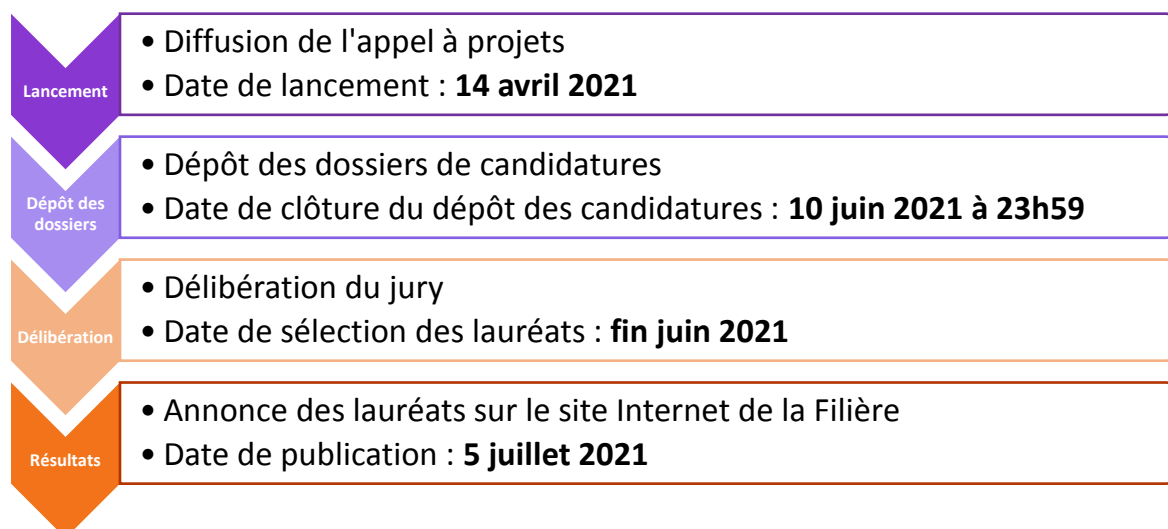 Lancement
• Diffusion de l'appel à projets
• Date de lancement : 14 avril 2021
Dépôt des
dossiers
• Dépôt des dossiers de candidatures
• Date de clôture du dépôt des candidatures : 10 juin 2021 à 23h59
Délibération
• Délibération du jury
• Date de sélection des lauréats : fin juin 2021
Résultats
• Annonce des lauréats sur le site Internet de la Filière
• Date de publication : 5 juillet 2021